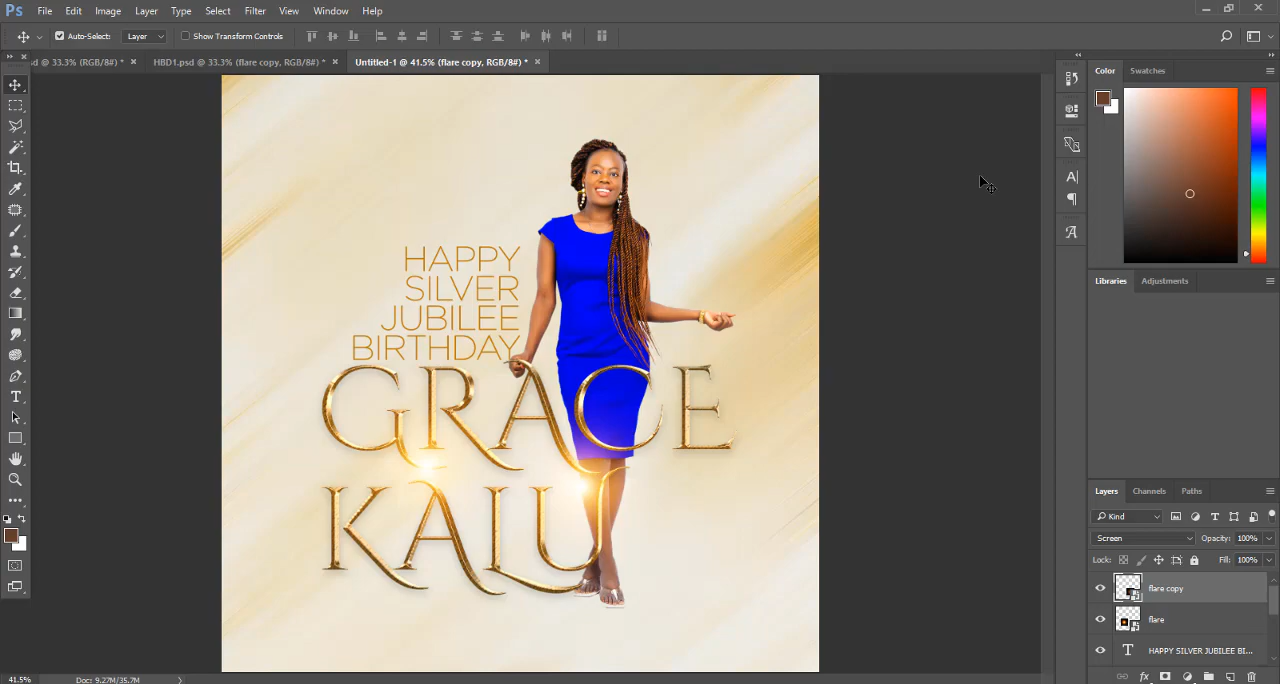 Ps File Edit Image Layer Type Select Filter View Window Help
Auto-Select: Layer Show Transform Controls
d @ 33.3% (RGB/8#) * × HBD1.psd @ 33.3% (flare copy, RGB/8#) * × Untitled-1 @ 41.5% (flare copy, RGB/8#) * ×
Color Swatches
HAPPY
SILVER
JUBILEE
BIRTHDAY
GRACE
KALU
Libraries Adjustments
Layers Channels Paths
Kind
Screen Opacity: 100%
Lock: Fill: 100%
flare copy
flare
T HAPPY SILVER JUBILEE BI...
fx
41.5% Doc: 9.27M/35.7M